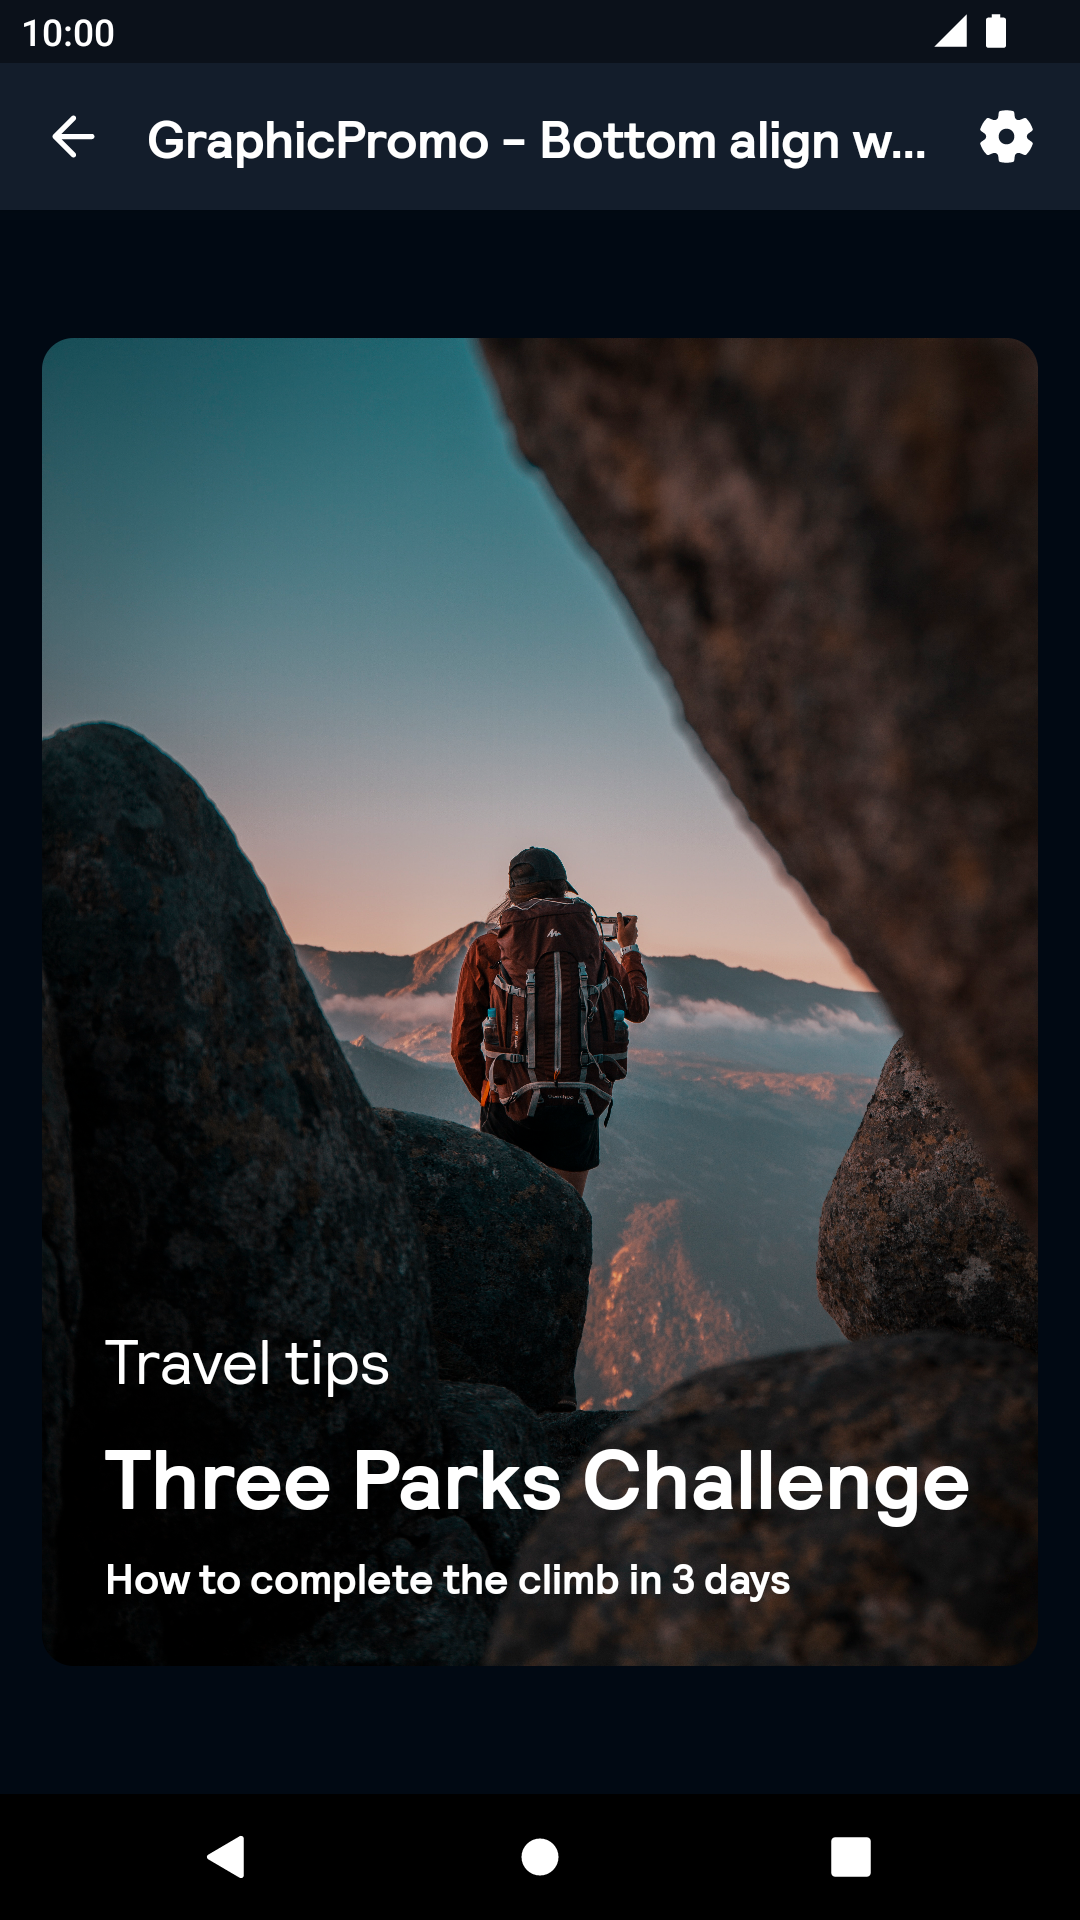 10:00
GraphicPromo - Bottom align w...
Travel tips
Three Parks Challenge
How to complete the climb in 3 days